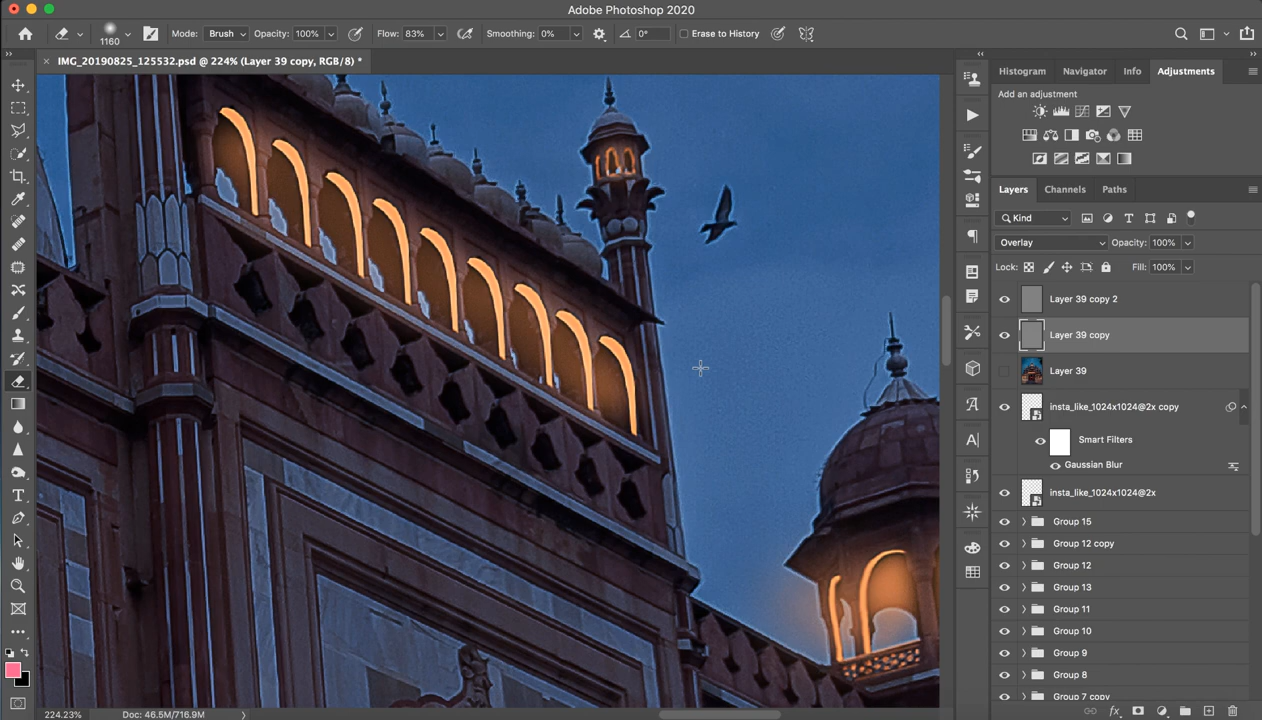 Adobe Photoshop 2020
1160 Mode: Brush Opacity: 100% Flow: 83% Smoothing: 0% 0° Erase to History
IMG_20190825_125532.psd @ 224% (Layer 39 copy, RGB/8) *
Histogram Navigator Info Adjustments
Add an adjustment
Layers Channels Paths
Kind
Overlay Opacity: 100%
Lock: Fill: 100%
Layer 39 copy 2
Layer 39 copy
Layer 39
insta_like_1024x1024@2x copy
Smart Filters
Gaussian Blur
insta_like_1024x1024@2x
Group 15
Group 12 copy
Group 12
Group 13
Group 11
Group 10
Group 9
Group 8
Group 7 copy
224.23% Doc: 46.5M/716.9M